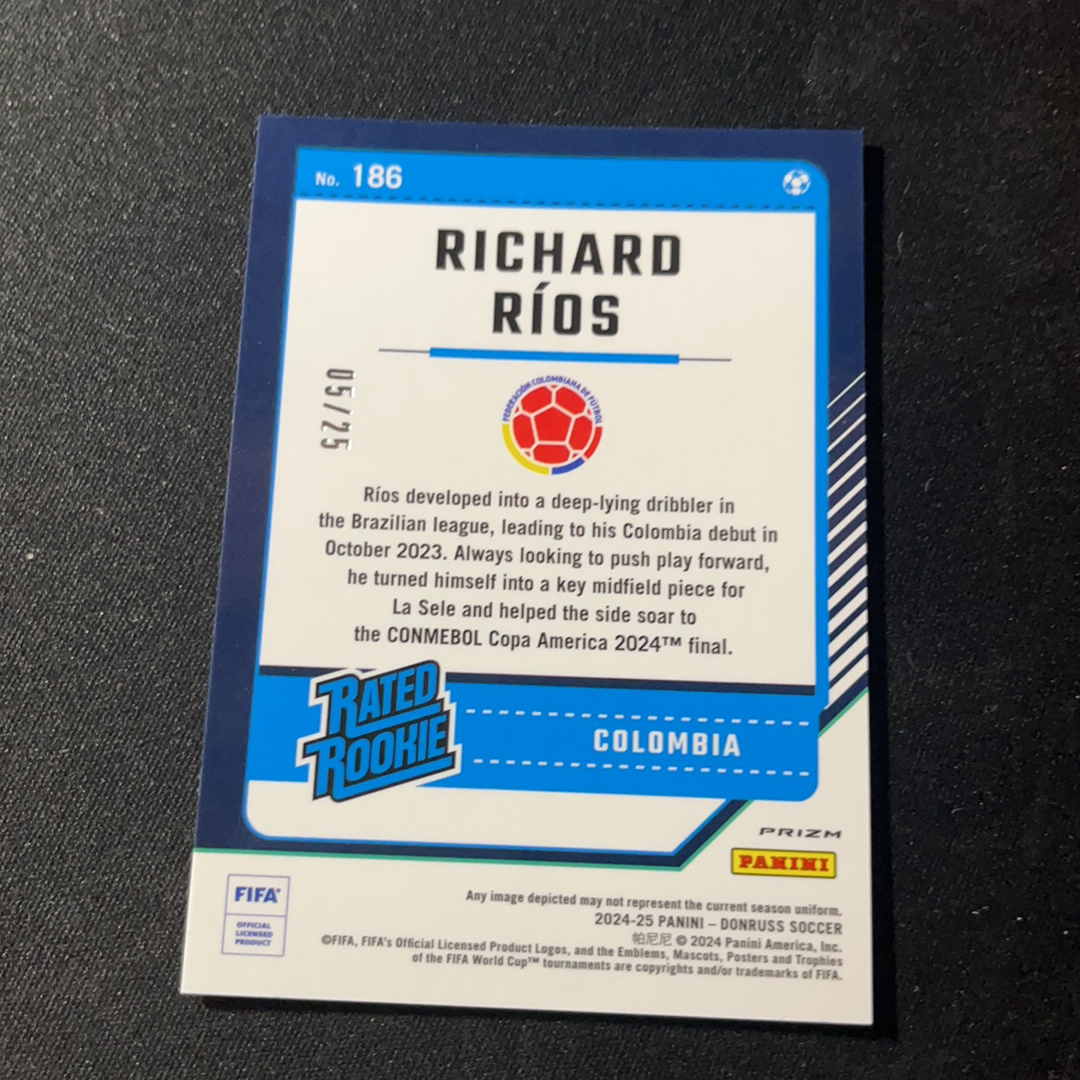 No. 186
RICHARD
RÍOS
05/25
FEDERACIÓN COLOMBIANA DE FÚTBOL
Ríos developed into a deep-lying dribbler in
the Brazilian league, leading to his Colombia debut in
October 2023. Always looking to push play forward,
he turned himself into a key midfield piece for
La Sele and helped the side soar to
the CONMEBOL Copa America 2024™ final.
RATED
ROOKIE
COLOMBIA
PRIZM
PANINI
FIFA®
OFFICIAL
LICENSED
PRODUCT
Any image depicted may not represent the current season uniform.
2024-25 PANINI – DONRUSS SOCCER
帕尼尼 © 2024 Panini America, Inc.
©FIFA, FIFA's Official Licensed Product Logos, and the Emblems, Mascots, Posters and Trophies
of the FIFA World Cup™ tournaments are copyrights and/or trademarks of FIFA.